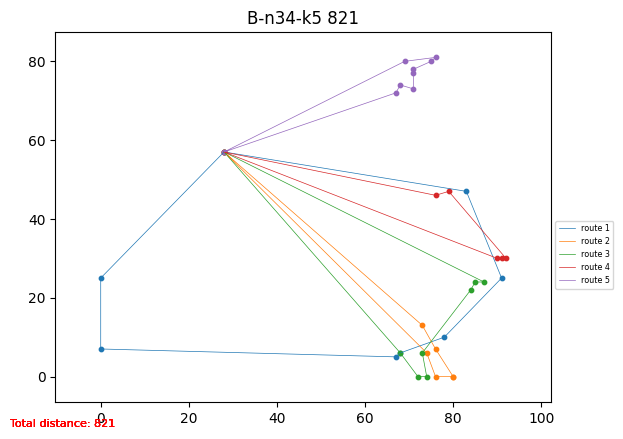 B-n34-k5 821
80
60
40
20
0
0 20 40 60 80 100
route 1
route 2
route 3
route 4
route 5
Total distance: 821